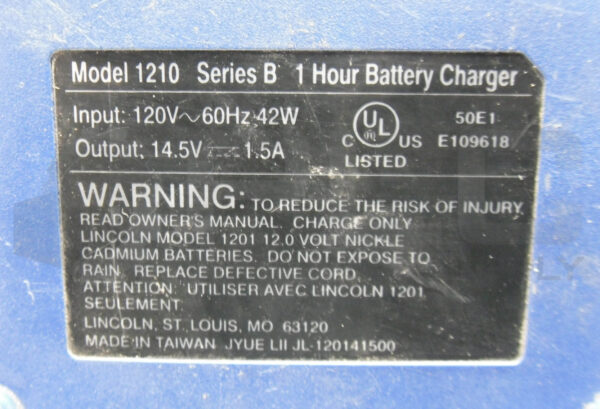 Model 1210 Series B 1 Hour Battery Charger
Input: 120V～60Hz 42W
Output: 14.5V⎓1.5A
C UL US
LISTED
50E1
E109618
WARNING: TO REDUCE THE RISK OF INJURY
READ OWNER'S MANUAL. CHARGE ONLY
LINCOLN MODEL 1201 12.0 VOLT NICKLE
CADMIUM BATTERIES. DO NOT EXPOSE TO
RAIN. REPLACE DEFECTIVE CORD.
ATTENTION: UTILISER AVEC LINCOLN 1201
SEULEMENT.
LINCOLN, ST. LOUIS, MO 63120
MADE IN TAIWAN JYUE LII JL-120141500